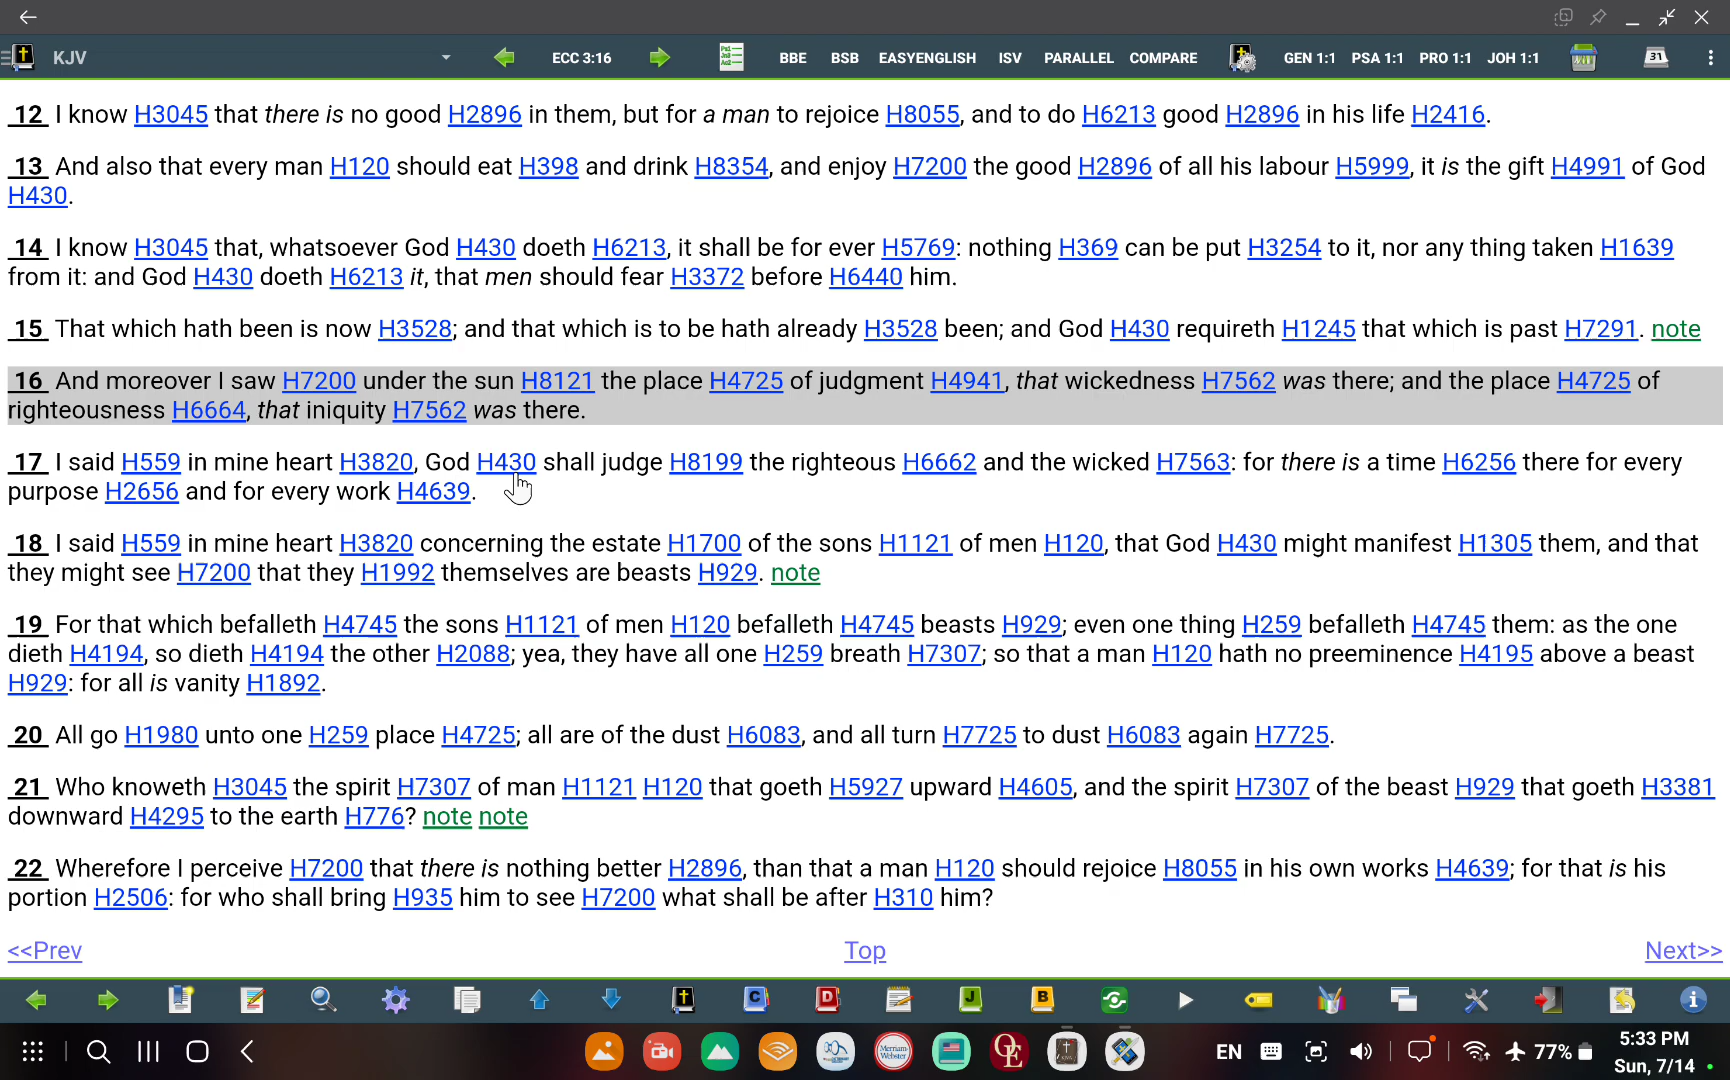 KJV ECC 3:16 BBE BSB EASYENGLISH ISV PARALLEL COMPARE GEN 1:1 PSA 1:1 PRO 1:1 JOH 1:1 31
12 I know H3045 that there is no good H2896 in them, but for a man to rejoice H8055, and to do H6213 good H2896 in his life H2416.
13 And also that every man H120 should eat H398 and drink H8354, and enjoy H7200 the good H2896 of all his labour H5999, it is the gift H4991 of God
H430.
14 I know H3045 that, whatsoever God H430 doeth H6213, it shall be for ever H5769: nothing H369 can be put H3254 to it, nor any thing taken H1639
from it: and God H430 doeth H6213 it, that men should fear H3372 before H6440 him.
15 That which hath been is now H3528; and that which is to be hath already H3528 been; and God H430 requireth H1245 that which is past H7291. note
16 And moreover I saw H7200 under the sun H8121 the place H4725 of judgment H4941, that wickedness H7562 was there; and the place H4725 of
righteousness H6664, that iniquity H7562 was there.
17 I said H559 in mine heart H3820, God H430 shall judge H8199 the righteous H6662 and the wicked H7563: for there is a time H6256 there for every
purpose H2656 and for every work H4639.
18 I said H559 in mine heart H3820 concerning the estate H1700 of the sons H1121 of men H120, that God H430 might manifest H1305 them, and that
they might see H7200 that they H1992 themselves are beasts H929. note
19 For that which befalleth H4745 the sons H1121 of men H120 befalleth H4745 beasts H929; even one thing H259 befalleth H4745 them: as the one
dieth H4194, so dieth H4194 the other H2088; yea, they have all one H259 breath H7307; so that a man H120 hath no preeminence H4195 above a beast
H929: for all is vanity H1892.
20 All go H1980 unto one H259 place H4725; all are of the dust H6083, and all turn H7725 to dust H6083 again H7725.
21 Who knoweth H3045 the spirit H7307 of man H1121 H120 that goeth H5927 upward H4605, and the spirit H7307 of the beast H929 that goeth H3381
downward H4295 to the earth H776? note note
22 Wherefore I perceive H7200 that there is nothing better H2896, than that a man H120 should rejoice H8055 in his own works H4639; for that is his
portion H2506: for who shall bring H935 him to see H7200 what shall be after H310 him?
<<Prev Top Next>>
C D J B
Merriam-Webster OE EN 77% 5:33 PM
Sun, 7/14